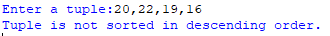 Enter a tuple:20,22,19,16
Tuple is not sorted in descending order.